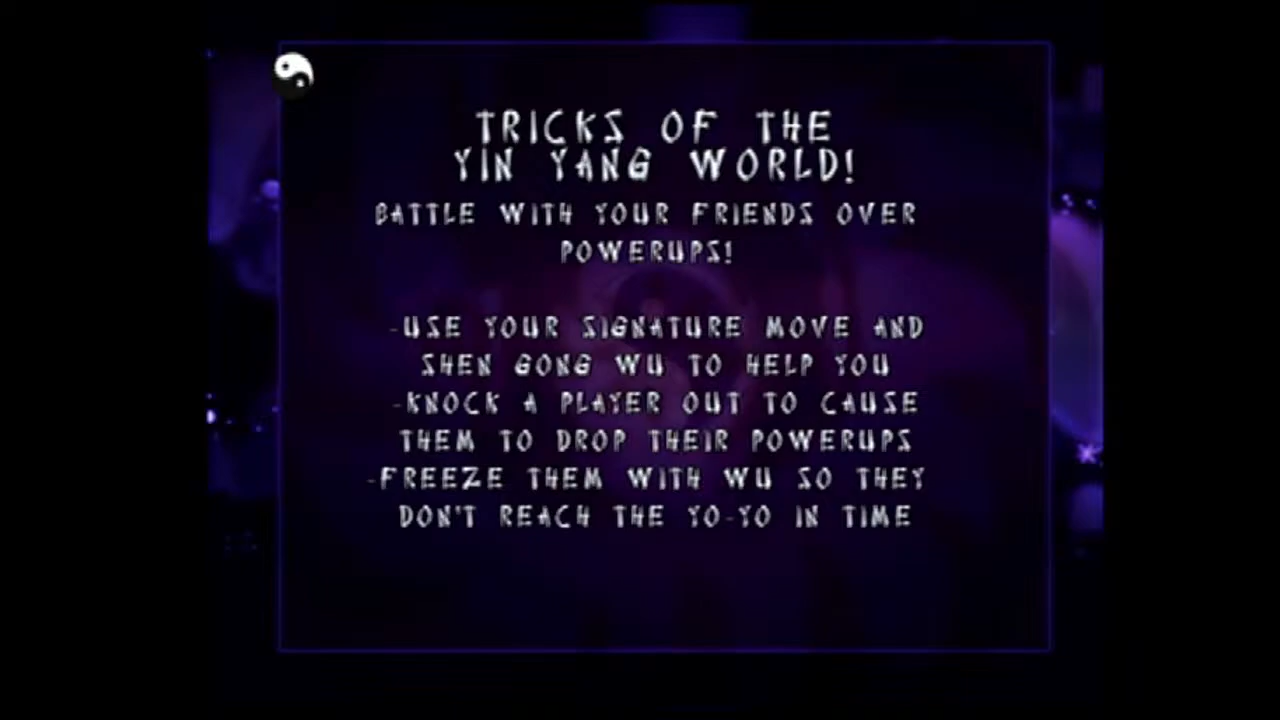 TRICKS OF THE
YIN YANG WORLD!
BATTLE WITH YOUR FRIENDS OVER
POWERUPS!
-USE YOUR SIGNATURE MOVE AND
SHEN GONG WU TO HELP YOU
-KNOCK A PLAYER OUT TO CAUSE
THEM TO DROP THEIR POWERUPS
-FREEZE THEM WITH WU SO THEY
DON'T REACH THE YO-YO IN TIME